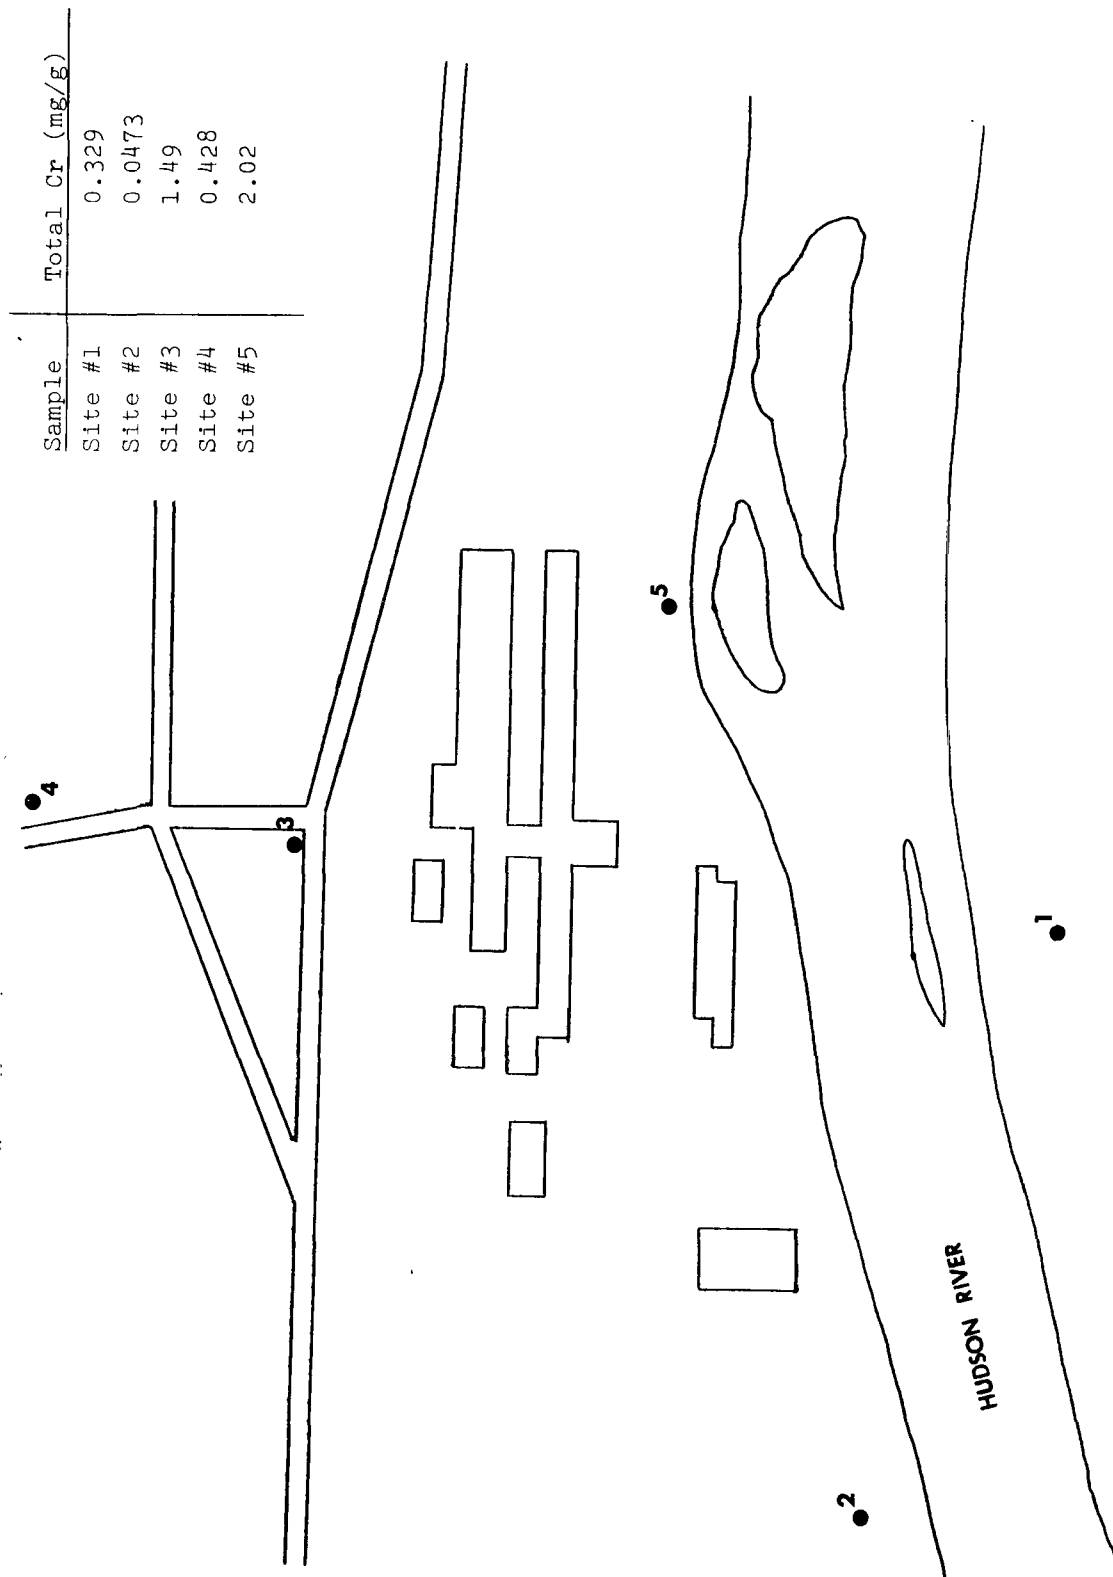 Sample Total Cr (mg/g)
Site #1 0.329
Site #2 0.0473
Site #3 1.49
Site #4 0.428
Site #5 2.02
4
3
5
1
2
HUDSON RIVER